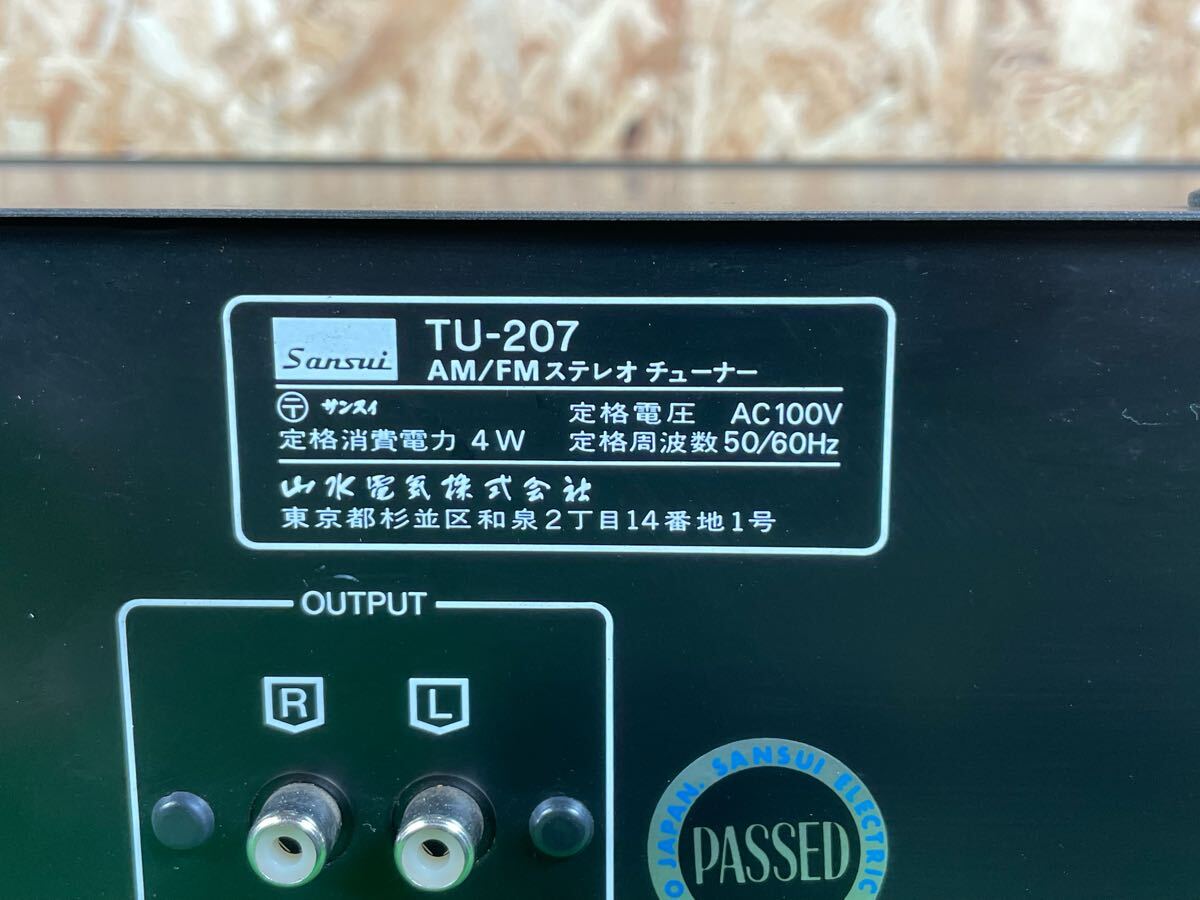 Sansui
TU-207
AM/FMステレオ チューナー
〒 サンスイ 定格電圧 AC100V
定格消費電力 4W 定格周波数 50/60Hz
山水電気株式会社
東京都杉並区和泉2丁目14番地1号
OUTPUT
R L
O JAPAN. SANSUI ELECTRIC
PASSED